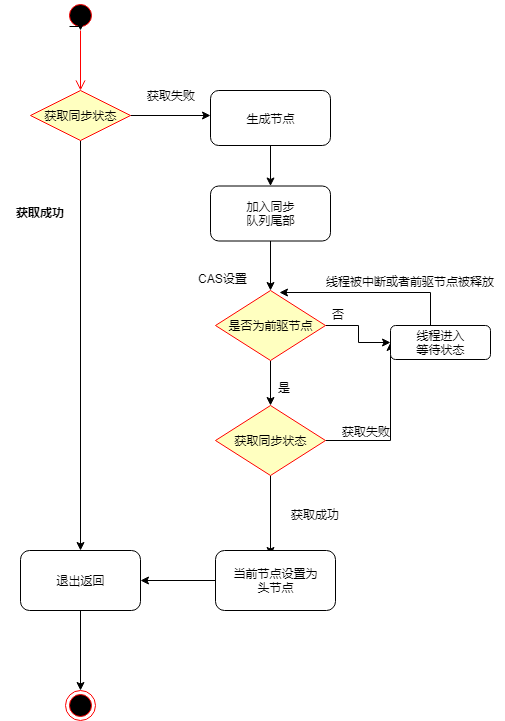 获取失败
获取同步状态
生成节点
获取成功
加入同步
队列尾部
CAS设置
线程被中断或者前驱节点被释放
是否为前驱节点
否
线程进入
等待状态
是
获取同步状态
获取失败
获取成功
退出返回
当前节点设置为
头节点